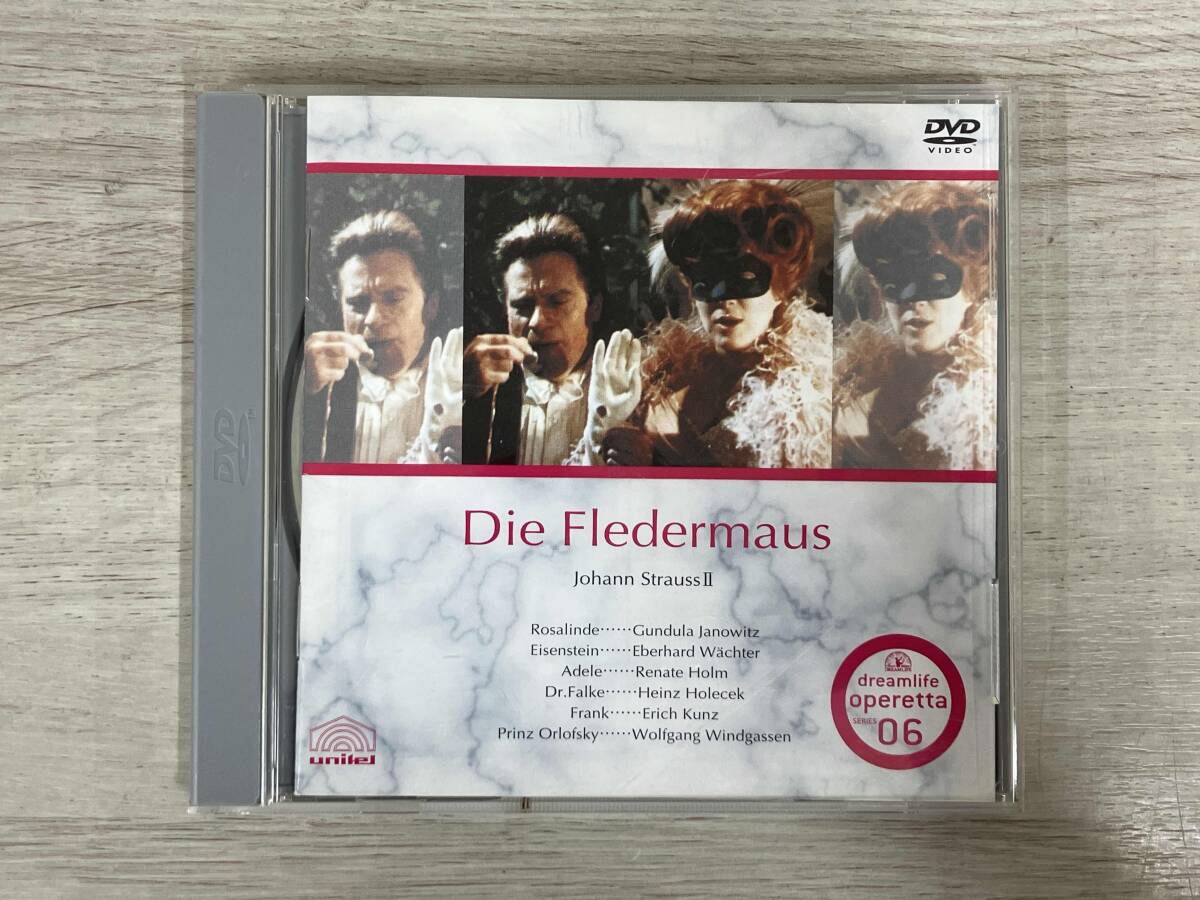 DVD
VIDEO
DVD
Die Fledermaus
Johann Strauss II
Rosalinde······Gundula Janowitz
Eisenstein······Eberhard Wächter
Adele······Renate Holm
Dr.Falke······Heinz Holecek
Frank······Erich Kunz
Prinz Orlofsky······Wolfgang Windgassen
unitel
DREAMLIFE
dreamlife
operetta
SERIES 06